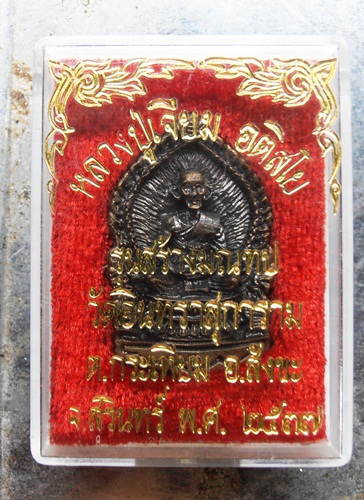 หลวงปู่เจียม อติสโย
รุ่นสร้างมณฑป
วัดอินทราสุการาม
ต.กระเทียม อ.สังขะ
จ.สุรินทร์ พ.ศ. ๒๕๓๗